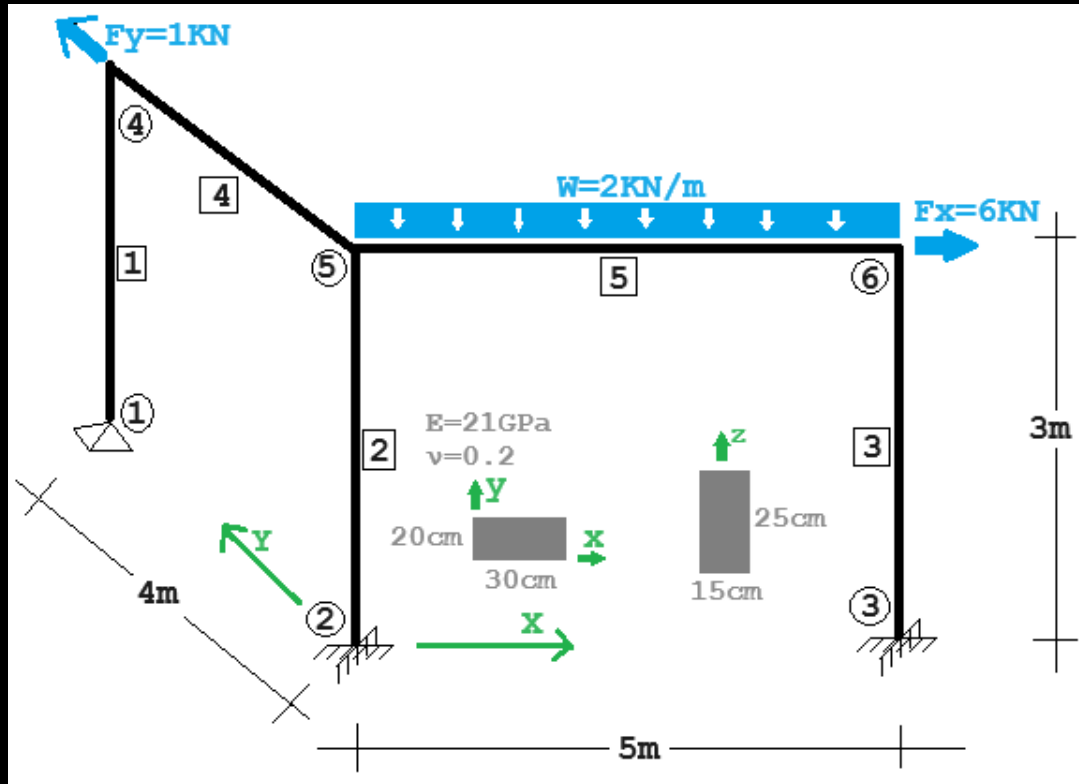 Fy=1KN
4
4
W=2KN/m
Fx=6KN
1
5
5
6
1
E=21GPa
ν=0.2
2
3
3m
z
y
20cm
x
30cm
25cm
15cm
Y
4m
2
X
3
5m